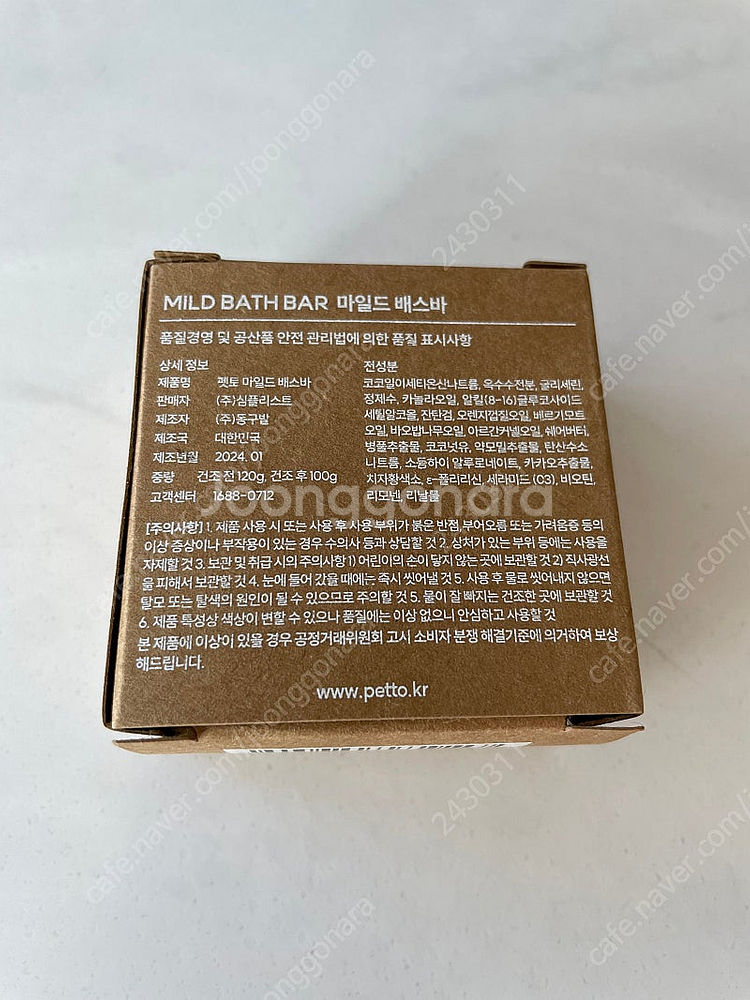 MILD BATH BAR 마일드 배스바
품질경영 및 공산품 안전 관리법에 의한 품질 표시사항
상세 정보
제품명 펫토 마일드 배스바
판매자 (주)심플리스트
제조자 (주)동구밭
제조국 대한민국
제조년월 2024. 01
중량 건조 전 120g, 건조 후 100g
고객센터 1688-0712
전성분
코코일이세티온산나트륨, 옥수수전분, 글리세린,
정제수, 카놀라오일, 알킬(8-16)글루코사이드
세틸알코올, 잔탄검, 오렌지껍질오일, 베르기모트
오일, 바오밥나무오일, 아르간커넬오일, 쉐어버터,
병풀추출물, 코코넛유, 약모밀추출물, 탄산수소
니트륨, 소듐하이알루로네이트, 카카오추출물,
치자황색소, ε-폴리리신, 세라마이드 (O3), 비오틴,
리모넨, 리날룰
[주의사항] 1. 제품 사용 시 또는 사용 후 사용 부위가 붉은 반점, 부어오름 또는 가려움증 등의
이상 증상이나 부작용이 있는 경우 수의사 등과 상담할 것 2. 상처가 있는 부위 등에는 사용을
자제할 것 3. 보관 및 취급 시의 주의사항 1) 어린이의 손이 닿지 않는 곳에 보관할 것 2) 직사광선
을 피해서 보관할 것 4. 눈에 들어 갔을 때에는 즉시 씻어낼 것 5. 사용 후 물로 씻어내지 않으면
탈모 또는 탈색의 원인이 될 수 있으므로 주의할 것 5. 물이 잘 빠지는 건조한 곳에 보관할 것
6. 제품 특성상 색상이 변할 수 있으나 품질에는 이상 없으니 안심하고 사용할 것
본 제품에 이상이 있을 경우 공정거래위원회 고시 소비자 분쟁 해결기준에 의거하여 보상
해드립니다.
www.petto.kr
Joonggonara
cafe.naver.com/joonggonara
2430311